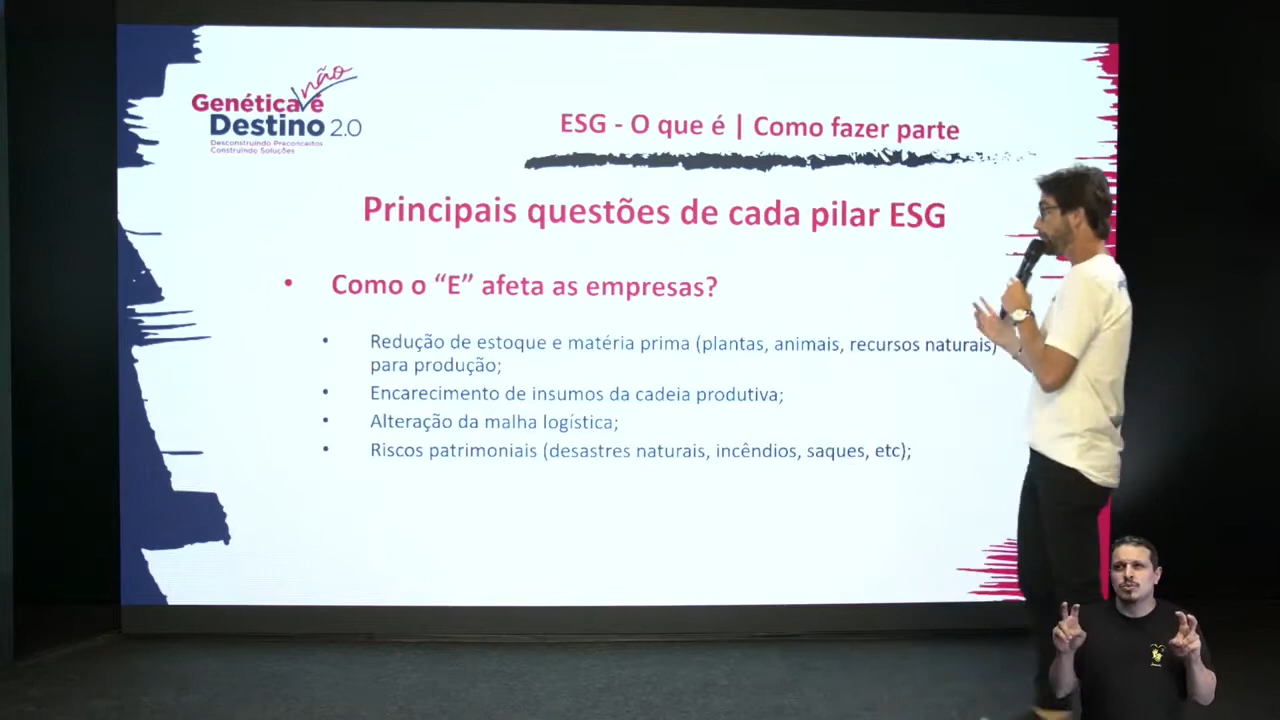 não
Genética é
Destino 2.0
Desconstruindo Preconceitos
Construindo Soluções
ESG - O que é | Como fazer parte
Principais questões de cada pilar ESG
• Como o “E” afeta as empresas?
• Redução de estoque e matéria prima (plantas, animais, recursos naturais)
para produção;
• Encarecimento de insumos da cadeia produtiva;
• Alteração da malha logística;
• Riscos patrimoniais (desastres naturais, incêndios, saques, etc);